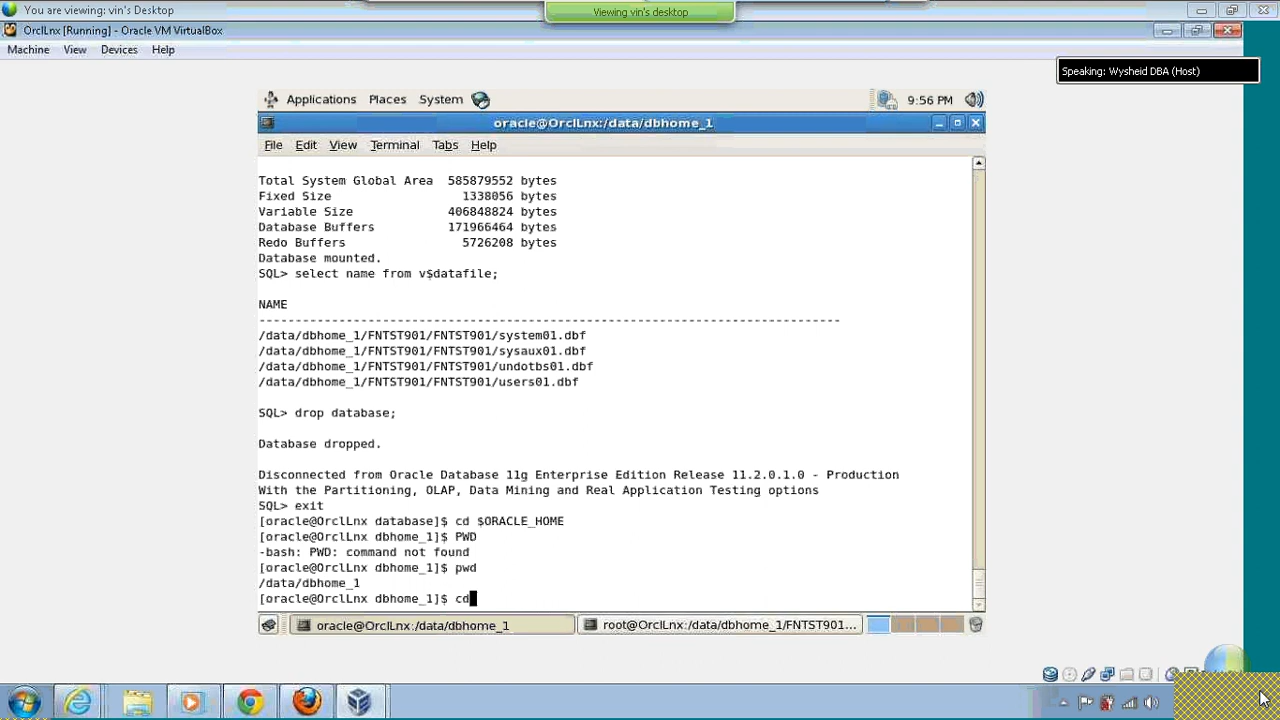 You are viewing: vin's Desktop
Viewing vin's desktop
OrclLnx [Running] - Oracle VM VirtualBox
Machine View Devices Help
Speaking: Wysheid DBA (Host)
Applications Places System 9:56 PM
oracle@OrclLnx:/data/dbhome_1
File Edit View Terminal Tabs Help
Total System Global Area 585879552 bytes
Fixed Size 1338056 bytes
Variable Size 406848824 bytes
Database Buffers 171966464 bytes
Redo Buffers 5726208 bytes
Database mounted.
SQL> select name from v$datafile;
NAME
--------------------------------------------------------------------------------
/data/dbhome_1/FNTST901/FNTST901/system01.dbf
/data/dbhome_1/FNTST901/FNTST901/sysaux01.dbf
/data/dbhome_1/FNTST901/FNTST901/undotbs01.dbf
/data/dbhome_1/FNTST901/FNTST901/users01.dbf
SQL> drop database;
Database dropped.
Disconnected from Oracle Database 11g Enterprise Edition Release 11.2.0.1.0 - Production
With the Partitioning, OLAP, Data Mining and Real Application Testing options
SQL> exit
[oracle@OrclLnx database]$ cd $ORACLE_HOME
[oracle@OrclLnx dbhome_1]$ PWD
-bash: PWD: command not found
[oracle@OrclLnx dbhome_1]$ pwd
/data/dbhome_1
[oracle@OrclLnx dbhome_1]$ cd
oracle@OrclLnx:/data/dbhome_1 root@OrclLnx:/data/dbhome_1/FNTST901...